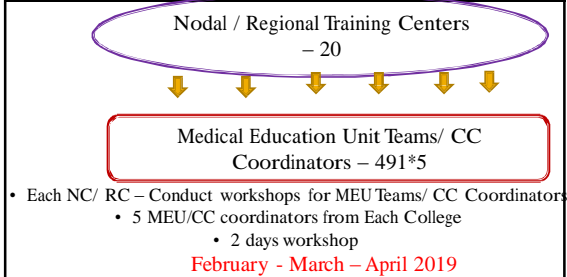 Nodal / Regional Training Centers
– 20
Medical Education Unit Teams/ CC
Coordinators – 491*5
• Each NC/ RC – Conduct workshops for MEU Teams/ CC Coordinators
• 5 MEU/CC coordinators from Each College
• 2 days workshop
February - March – April 2019